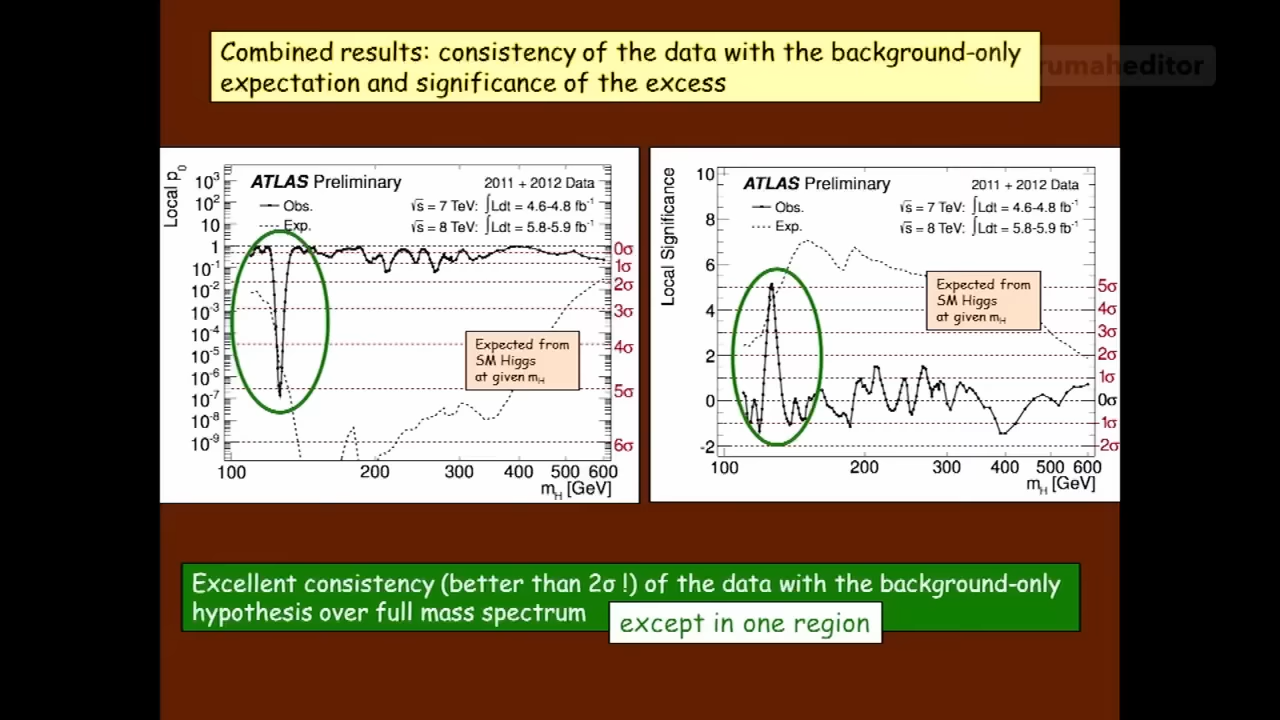 Combined results: consistency of the data with the background-only
expectation and significance of the excess
rumaheditor
Local p₀
10³
10²
10
1
10⁻¹
10⁻²
10⁻³
10⁻⁴
10⁻⁵
10⁻⁶
10⁻⁷
10⁻⁸
10⁻⁹
ATLAS Preliminary
2011 + 2012 Data
Obs.
√s = 7 TeV: ∫Ldt = 4.6-4.8 fb⁻¹
Exp.
√s = 8 TeV: ∫Ldt = 5.8-5.9 fb⁻¹
0σ
1σ
2σ
3σ
4σ
5σ
6σ
Expected from
SM Higgs
at given mH
100 200 300 400 500 600
mH [GeV]
Local Significance
10
8
6
4
2
0
-2
ATLAS Preliminary
2011 + 2012 Data
Obs.
√s = 7 TeV: ∫Ldt = 4.6-4.8 fb⁻¹
Exp.
√s = 8 TeV: ∫Ldt = 5.8-5.9 fb⁻¹
Expected from
SM Higgs
at given mH
5σ
4σ
3σ
2σ
1σ
0σ
1σ
2σ
100 200 300 400 500 600
mH [GeV]
Excellent consistency (better than 2σ !) of the data with the background-only
hypothesis over full mass spectrum
except in one region